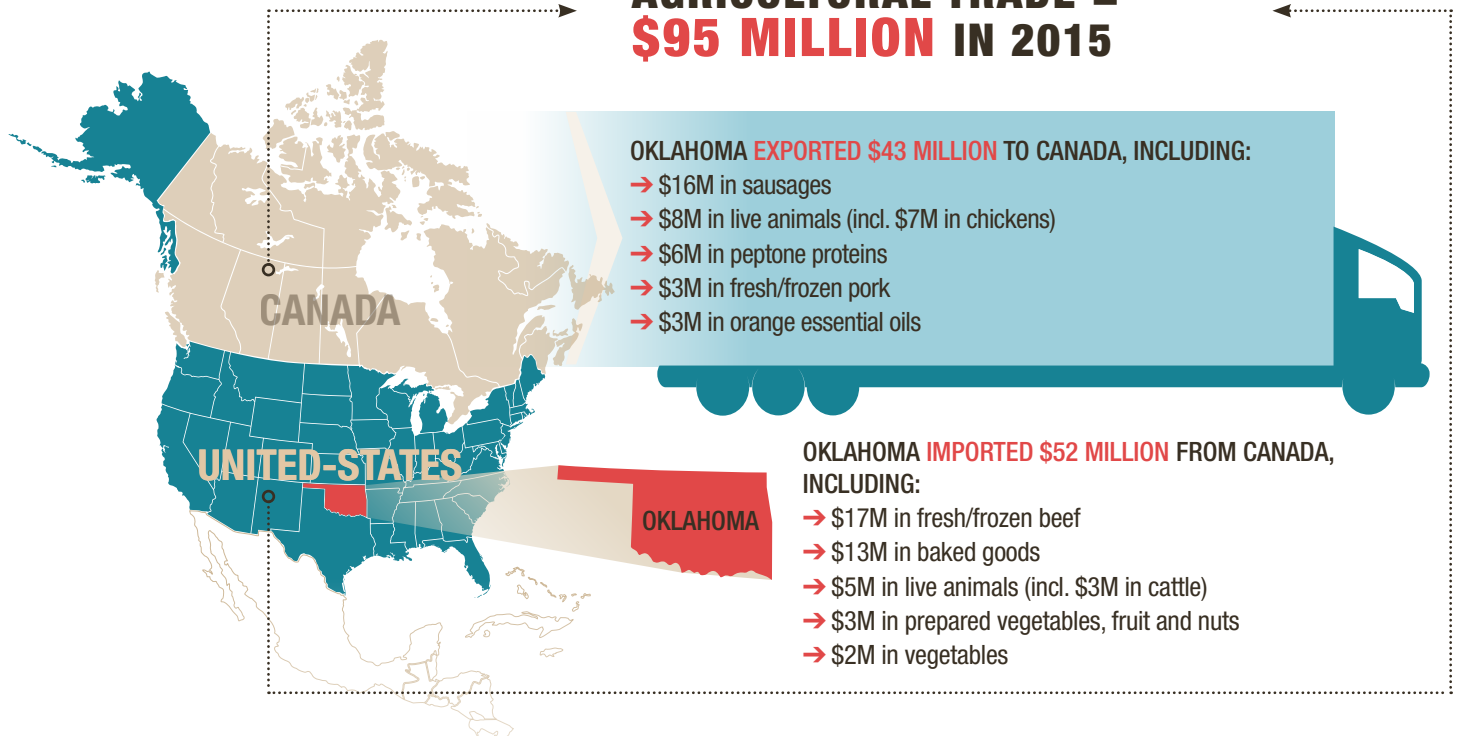 AGRICULTURAL TRADE =
$95 MILLION IN 2015
OKLAHOMA EXPORTED $43 MILLION TO CANADA, INCLUDING:
➔ $16M in sausages
➔ $8M in live animals (incl. $7M in chickens)
➔ $6M in peptone proteins
➔ $3M in fresh/frozen pork
➔ $3M in orange essential oils
CANADA
UNITED-STATES
OKLAHOMA
OKLAHOMA IMPORTED $52 MILLION FROM CANADA,
INCLUDING:
➔ $17M in fresh/frozen beef
➔ $13M in baked goods
➔ $5M in live animals (incl. $3M in cattle)
➔ $3M in prepared vegetables, fruit and nuts
➔ $2M in vegetables